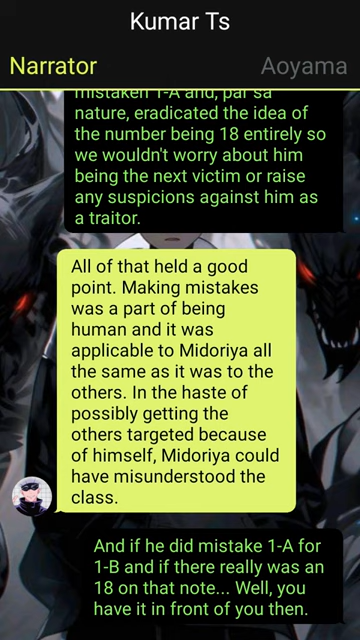 Kumar Ts
Narrator
Aoyama
mistaken 1-A and, par sa
nature, eradicated the idea of
the number being 18 entirely so
we wouldn't worry about him
being the next victim or raise
any suspicions against him as
a traitor.
All of that held a good
point. Making mistakes
was a part of being
human and it was
applicable to Midoriya all
the same as it was to the
others. In the haste of
possibly getting the
others targeted because
of himself, Midoriya could
have misunderstood the
class.
And if he did mistake 1-A for
1-B and if there really was an
18 on that note... Well, you
have it in front of you then.